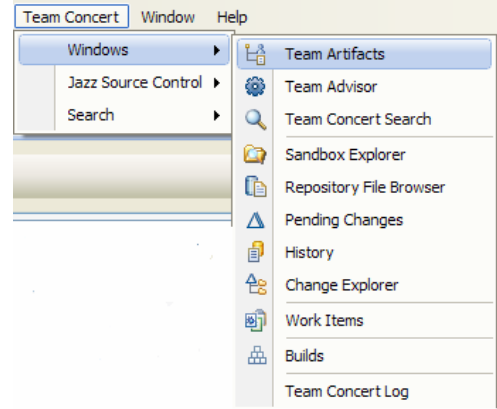 Team Concert Window Help
Windows
Jazz Source Control
Search
Team Artifacts
Team Advisor
Team Concert Search
Sandbox Explorer
Repository File Browser
Pending Changes
History
Change Explorer
Work Items
Builds
Team Concert Log